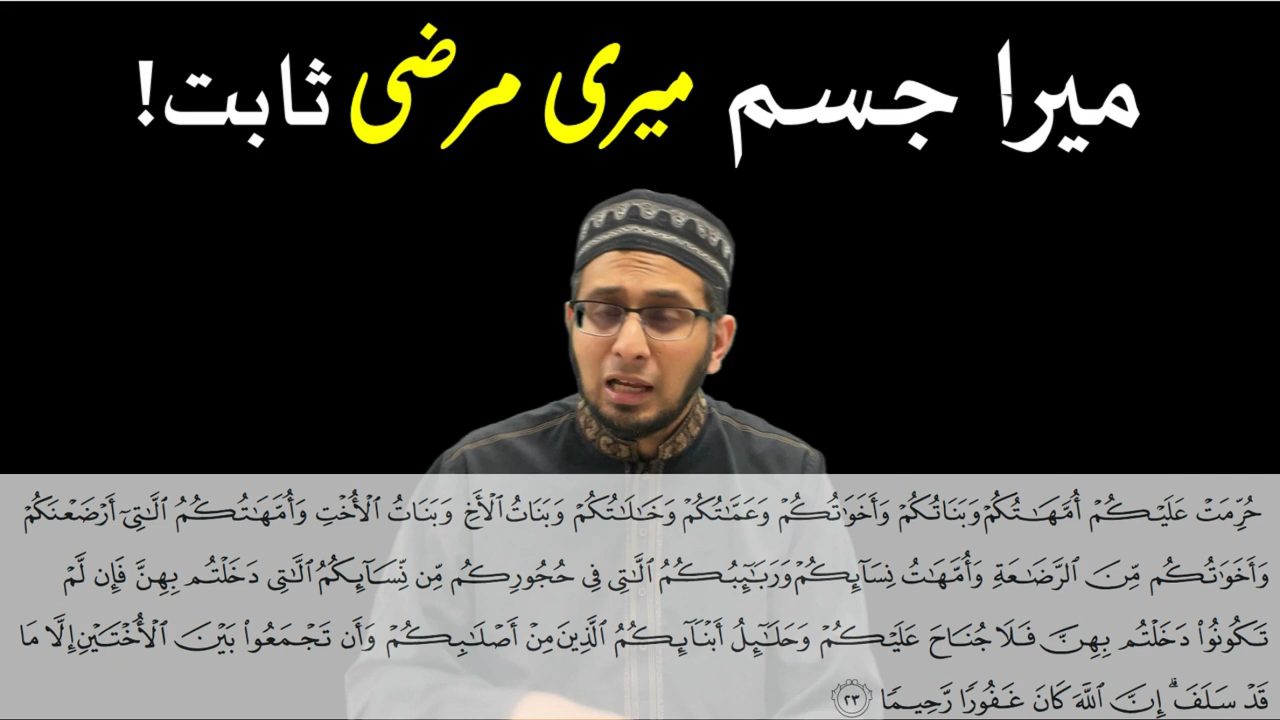 میرا جسم میری مرضی ثابت!
حُرِّمَتْ عَلَيْكُمْ أُمَّهَـٰتُكُمْ وَبَنَاتُكُمْ وَأَخَوَٰتُكُمْ وَعَمَّـٰتُكُمْ وَخَـٰلَـٰتُكُمْ وَبَنَاتُ ٱلْأَخِ وَبَنَاتُ ٱلْأُخْتِ وَأُمَّهَـٰتُكُمُ ٱلَّـٰتِىٓ أَرْضَعْنَكُمْ
وَأَخَوَٰتُكُم مِّنَ ٱلرَّضَـٰعَةِ وَأُمَّهَـٰتُ نِسَآئِكُمْ وَرَبَـٰٓئِبُكُمُ ٱلَّـٰتِى فِى حُجُورِكُم مِّن نِّسَآئِكُمُ ٱلَّـٰتِى دَخَلْتُم بِهِنَّ فَإِن لَّمْ
تَكُونُوا۟ دَخَلْتُم بِهِنَّ فَلَا جُنَاحَ عَلَيْكُمْ وَحَلَـٰٓئِلُ أَبْنَآئِكُمُ ٱلَّذِينَ مِنْ أَصْلَـٰبِكُمْ وَأَن تَجْمَعُوا۟ بَيْنَ ٱلْأُخْتَيْنِ إِلَّا مَا
قَدْ سَلَفَ ۗ إِنَّ ٱللَّهَ كَانَ غَفُورًا رَّحِيمًا ٢٣